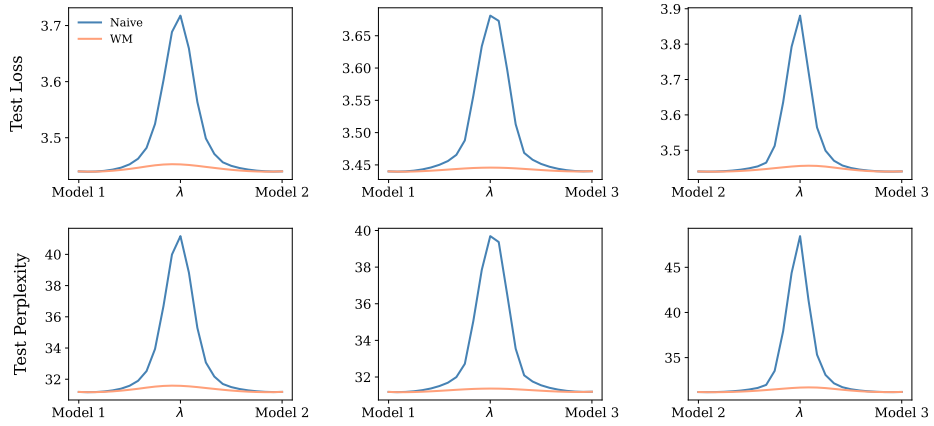 Test Loss
3.7
3.6
3.5
Naive
WM
Model 1 λ Model 2
3.65
3.60
3.55
3.50
3.45
Model 1 λ Model 3
3.9
3.8
3.7
3.6
3.5
Model 2 λ Model 3
Test Perplexity
40
38
36
34
32
Model 1 λ Model 2
40
38
36
34
32
Model 1 λ Model 3
45
40
35
Model 2 λ Model 3